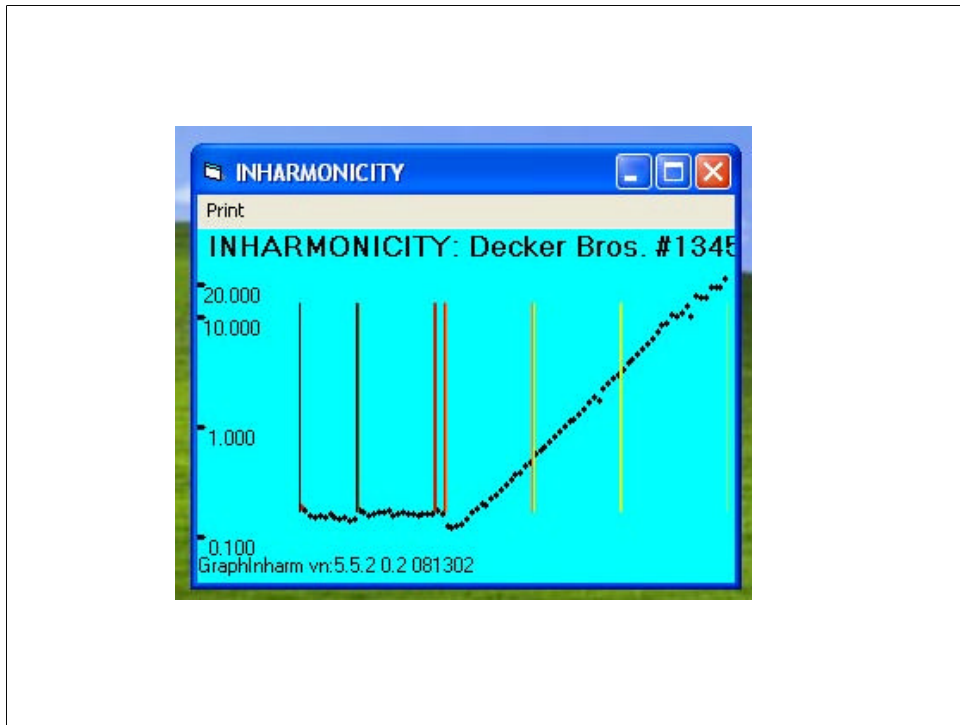 INHARMONICITY
Print
INHARMONICITY: Decker Bros. #1345
20.000
10.000
1.000
0.100
GraphInharm vn:5.5.2 0.2 081302